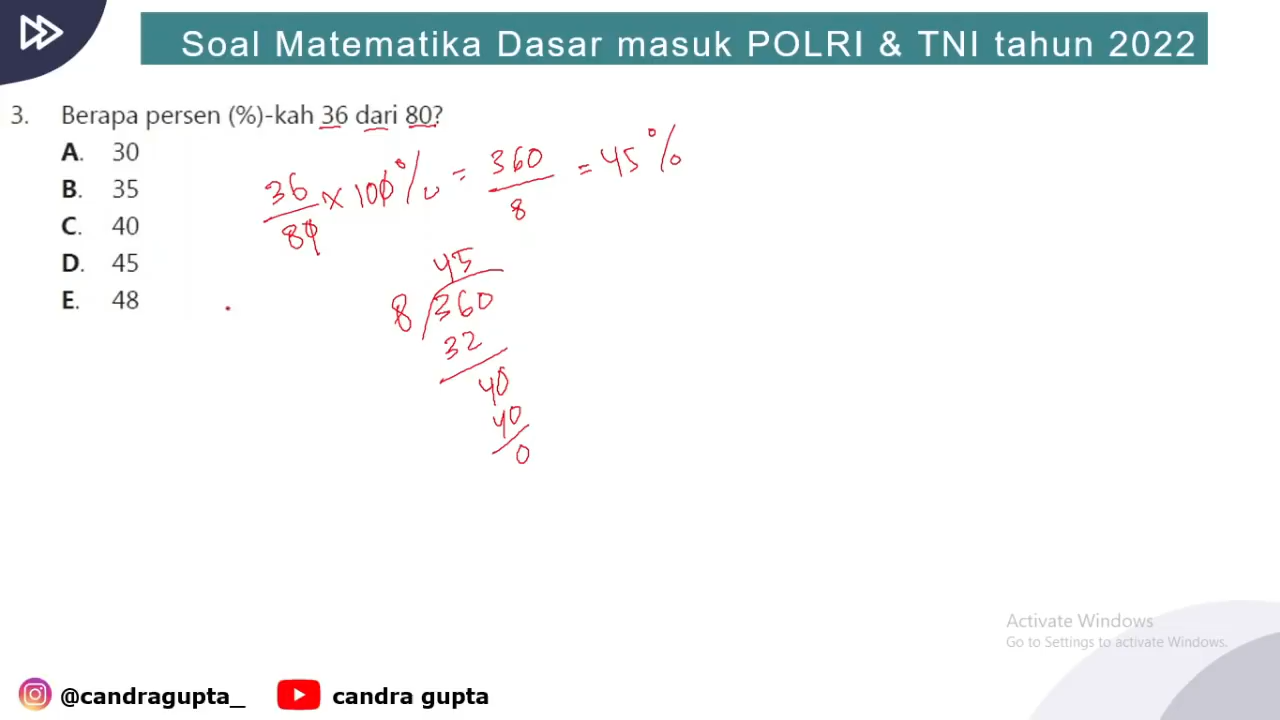 Soal Matematika Dasar masuk POLRI & TNI tahun 2022
3. Berapa persen (%)-kah 36 dari 80?
A. 30
B. 35
C. 40
D. 45
E. 48
36/80 × 100% = 360/8 = 45%
45
8 360
32
40
40
0
Activate Windows
Go to Settings to activate Windows.
@candragupta_ candra gupta